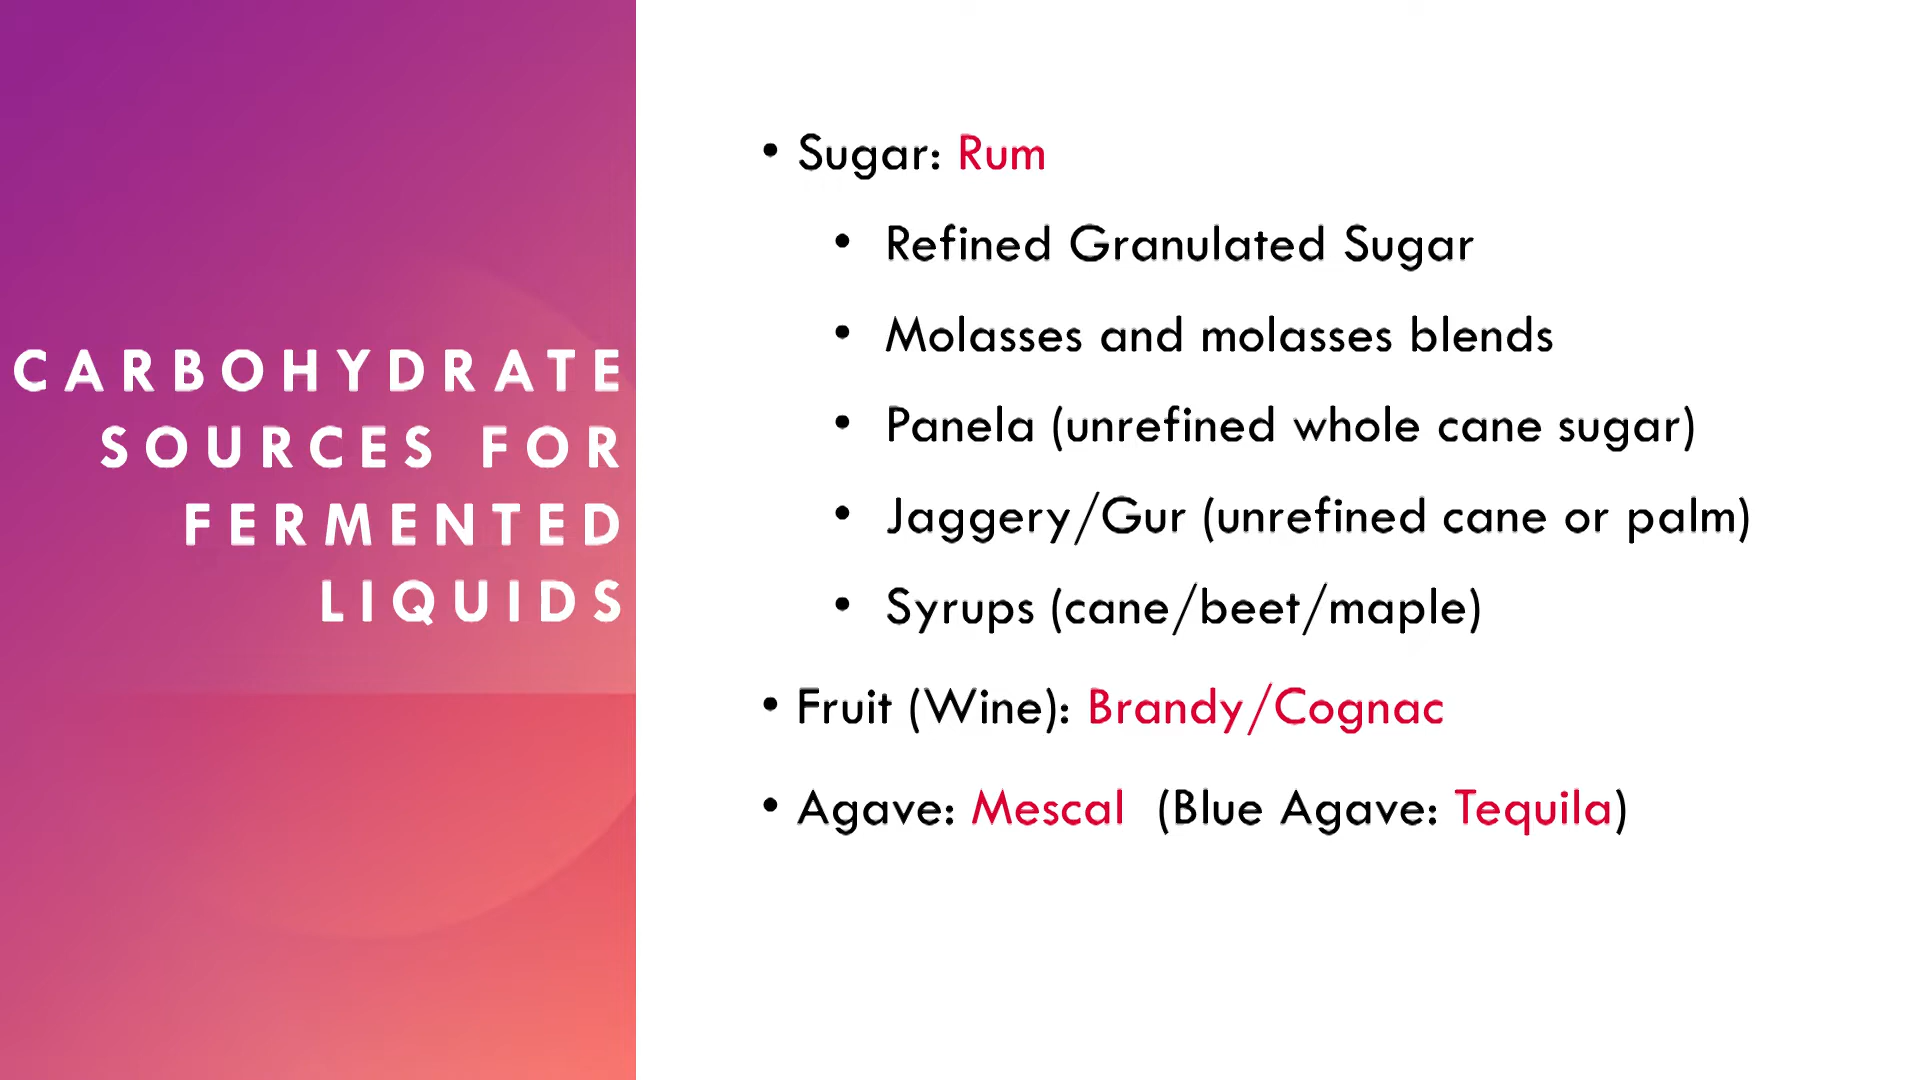 CARBOHYDRATE
SOURCES FOR
FERMENTED
LIQUIDS
• Sugar: Rum
• Refined Granulated Sugar
• Molasses and molasses blends
• Panela (unrefined whole cane sugar)
• Jaggery/Gur (unrefined cane or palm)
• Syrups (cane/beet/maple)
• Fruit (Wine): Brandy/Cognac
• Agave: Mescal (Blue Agave: Tequila)